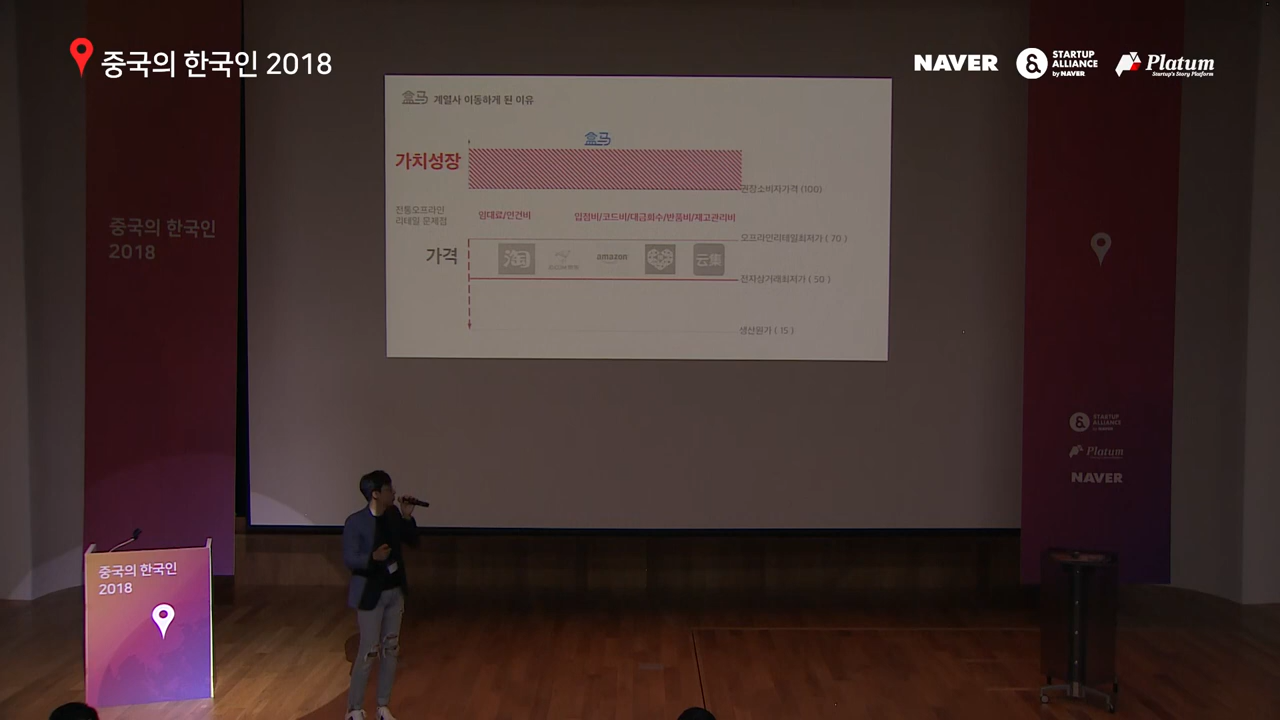 중국의 한국인 2018
NAVER
STARTUP
ALLIANCE
by NAVER
Platum
Startup's Story Platform
盒马 계열사 이동하게 된 이유
盒马
가치성장
권장소비자가격 (100)
전통오프라인
리테일 문제점
임대료/인건비
입점비/코드비/대금회수/반품비/재고관리비
오프라인리테일최저가 ( 70 )
가격
淘
amazon
云集
전자상거래최저가 ( 50 )
생산원가 ( 15 )
중국의 한국인
2018
STARTUP
ALLIANCE
Platum
NAVER
중국의 한국인
2018